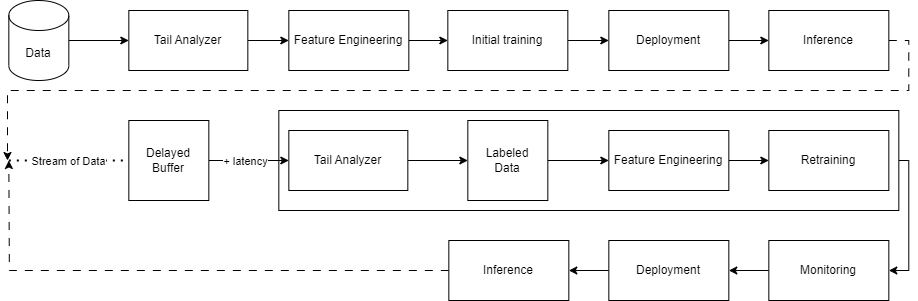 Data
Tail Analyzer
Feature Engineering
Initial training
Deployment
Inference
Stream of Data
Delayed
Buffer
+ latency
Tail Analyzer
Labeled
Data
Feature Engineering
Retraining
Inference
Deployment
Monitoring